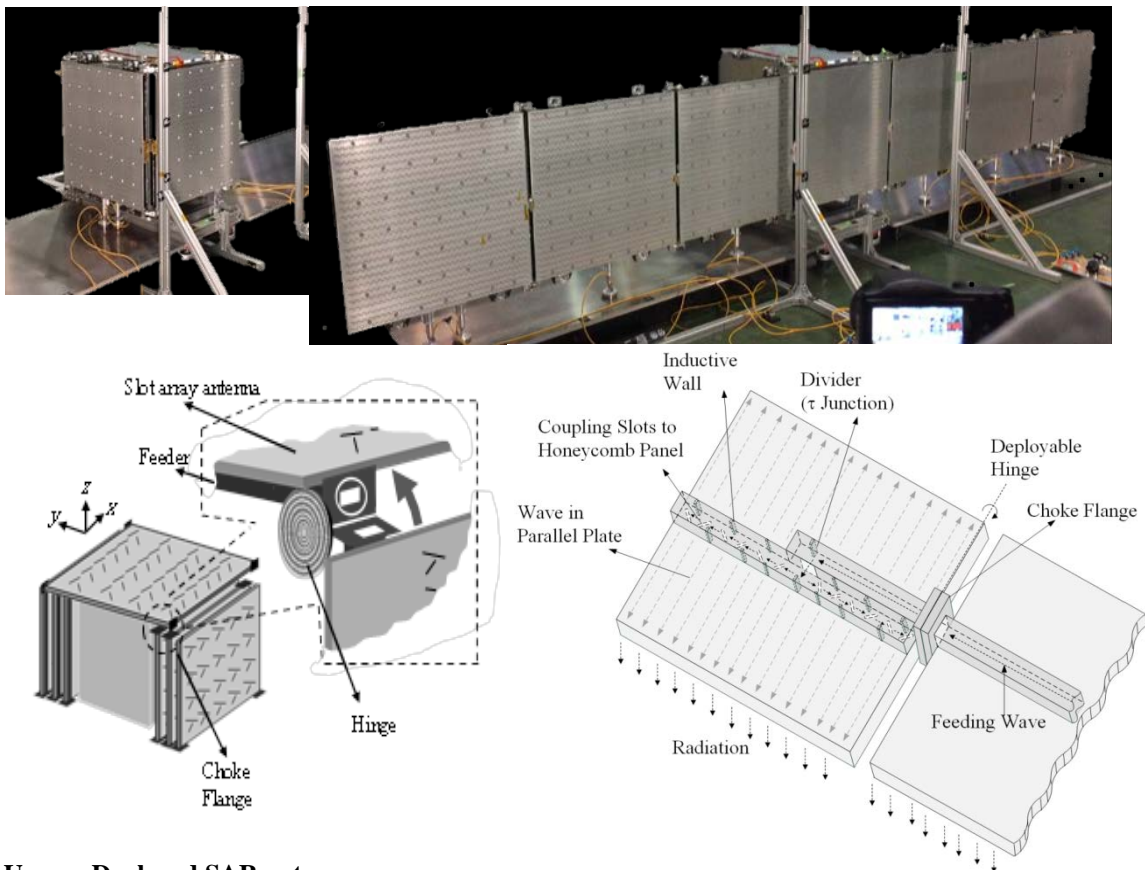 Slot array antenna
Feeder
z
y
x
Hinge
Choke
Flange
Inductive
Wall
Divider
(τ Junction)
Coupling Slots to
Honeycomb Panel
Deployable
Hinge
Choke Flange
Wave in
Parallel Plate
Feeding Wave
Radiation